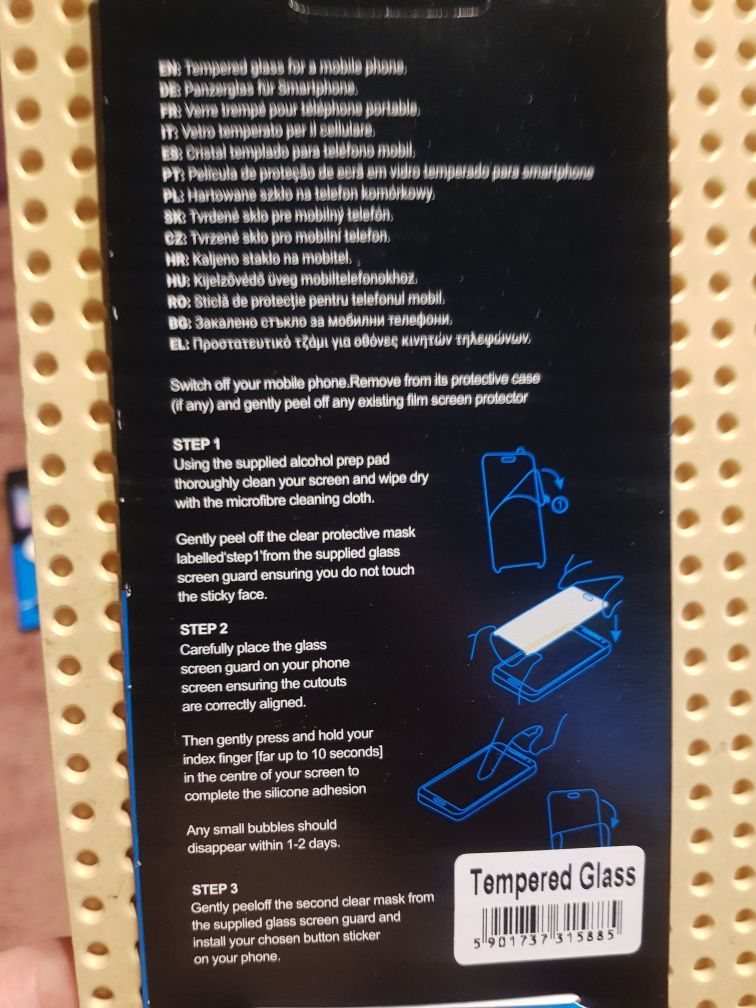 EN: Tempered glass for a mobile phone.
DE: Panzerglas für Smartphone.
FR: Verre trempé pour téléphone portable.
IT: Vetro temperato per il cellulare.
ES: Cristal templado para teléfono mobil.
PT: Película de proteção de ecrã em vidro temperado para smartphone
PL: Hartowane szkło na telefon komórkowy.
SK: Tvrdené sklo pre mobilný telefón.
CZ: Tvrzené sklo pro mobilní telefon.
HR: Kaljeno staklo na mobitel.
HU: Kijelzővédő üveg mobiltelefonokhoz.
RO: Sticlă de protecție pentru telefonul mobil.
BG: Закалено стъкло за мобилни телефони.
EL: Προστατευτικό τζάμι για οθόνες κινητών τηλεφώνων.
Switch off your mobile phone.Remove from its protective case
(if any) and gently peel off any existing film screen protector
STEP 1
Using the supplied alcohol prep pad
thoroughly clean your screen and wipe dry
with the microfibre cleaning cloth.
Gently peel off the clear protective mask
labelled'step1'from the supplied glass
screen guard ensuring you do not touch
the sticky face.
1
STEP 2
Carefully place the glass
screen guard on your phone
screen ensuring the cutouts
are correctly aligned.
Then gently press and hold your
index finger [far up to 10 seconds]
in the centre of your screen to
complete the silicone adhesion
Any small bubbles should
disappear within 1-2 days.
STEP 3
Gently peeloff the second clear mask from
the supplied glass screen guard and
install your chosen button sticker
on your phone.
Tempered Glass
5 901737 315885